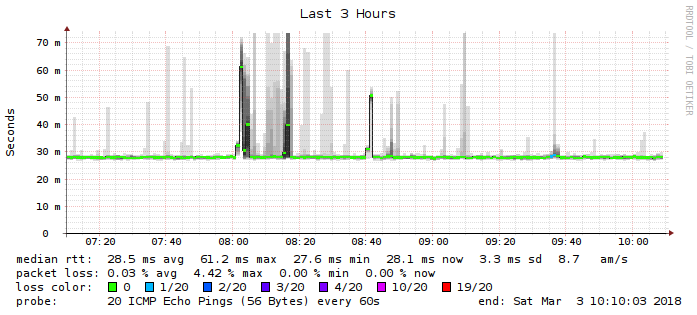 Last 3 Hours
RRDTOOL / TOBI OETIKER
Seconds
70 m
60 m
50 m
40 m
30 m
20 m
10 m
0
07:20 07:40 08:00 08:20 08:40 09:00 09:20 09:40 10:00
median rtt: 28.5 ms avg 61.2 ms max 27.6 ms min 28.1 ms now 3.3 ms sd 8.7 am/s
packet loss: 0.03 % avg 4.42 % max 0.00 % min 0.00 % now
loss color: 0 1/20 2/20 3/20 4/20 10/20 19/20
probe: 20 ICMP Echo Pings (56 Bytes) every 60s end: Sat Mar 3 10:10:03 2018